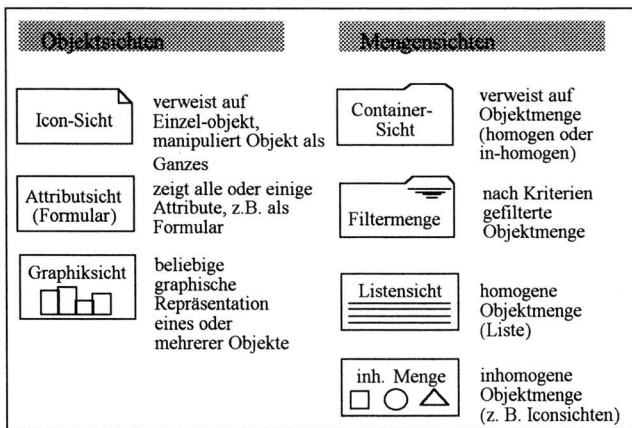 Objektsichten
Icon-Sicht
verweist auf
Einzel-objekt,
manipuliert Objekt als
Ganzes
Attributsicht
(Formular)
zeigt alle oder einige
Attribute, z.B. als
Formular
Graphiksicht
beliebige
graphische
Repräsentation
eines oder
mehrerer Objekte
Mengensichten
Container-
Sicht
verweist auf
Objektmenge
(homogen oder
in-homogen)
Filtermenge
nach Kriterien
gefilterte
Objektmenge
Listensicht
homogene
Objektmenge
(Liste)
inh. Menge
inhomogene
Objektmenge
(z. B. Iconsichten)